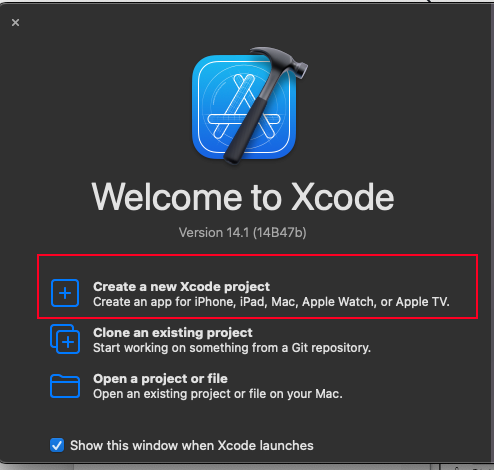 Welcome to Xcode
Version 14.1 (14B47b)
Create a new Xcode project
Create an app for iPhone, iPad, Mac, Apple Watch, or Apple TV.
Clone an existing project
Start working on something from a Git repository.
Open a project or file
Open an existing project or file on your Mac.
Show this window when Xcode launches